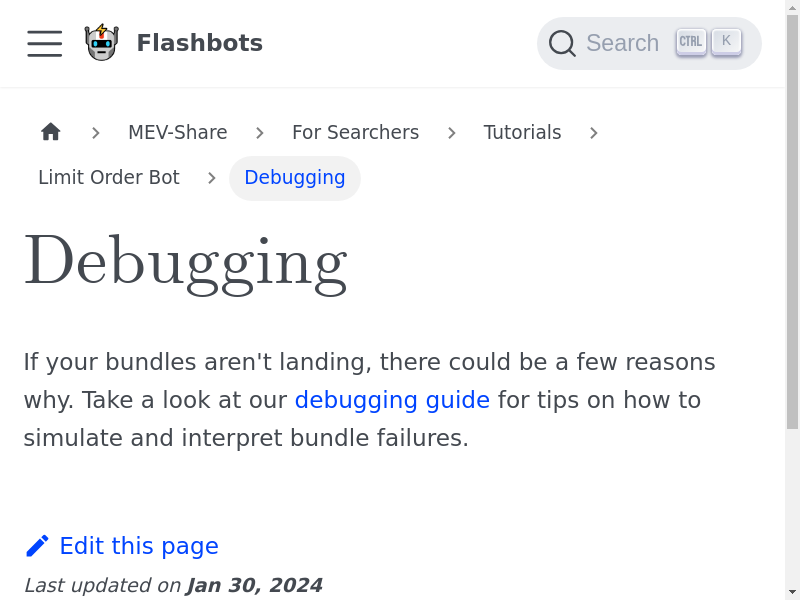 Flashbots
Search CTRL K
MEV-Share For Searchers Tutorials
Limit Order Bot Debugging
Debugging
If your bundles aren't landing, there could be a few reasons
why. Take a look at our debugging guide for tips on how to
simulate and interpret bundle failures.
Edit this page
Last updated on Jan 30, 2024